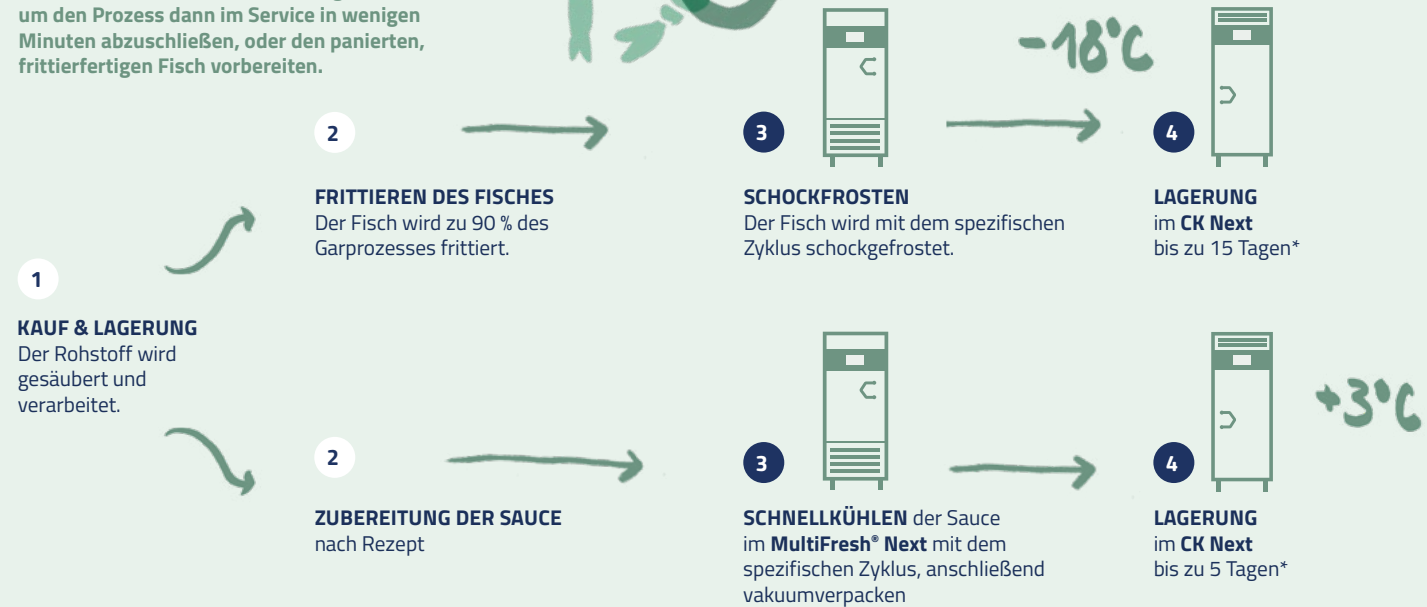 um den Prozess dann im Service in wenigen
Minuten abzuschließen, oder den panierten,
frittierfertigen Fisch vorbereiten.
-18°C
2
3
4
FRITTIEREN DES FISCHES
Der Fisch wird zu 90 % des
Garprozesses frittiert.
SCHOCKFROSTEN
Der Fisch wird mit dem spezifischen
Zyklus schockgefrostet.
LAGERUNG
im CK Next
bis zu 15 Tagen*
1
KAUF & LAGERUNG
Der Rohstoff wird
gesäubert und
verarbeitet.
+3°C
2
3
4
ZUBEREITUNG DER SAUCE
nach Rezept
SCHNELLKÜHLEN der Sauce
im MultiFresh® Next mit dem
spezifischen Zyklus, anschließend
vakuumverpacken
LAGERUNG
im CK Next
bis zu 5 Tagen*